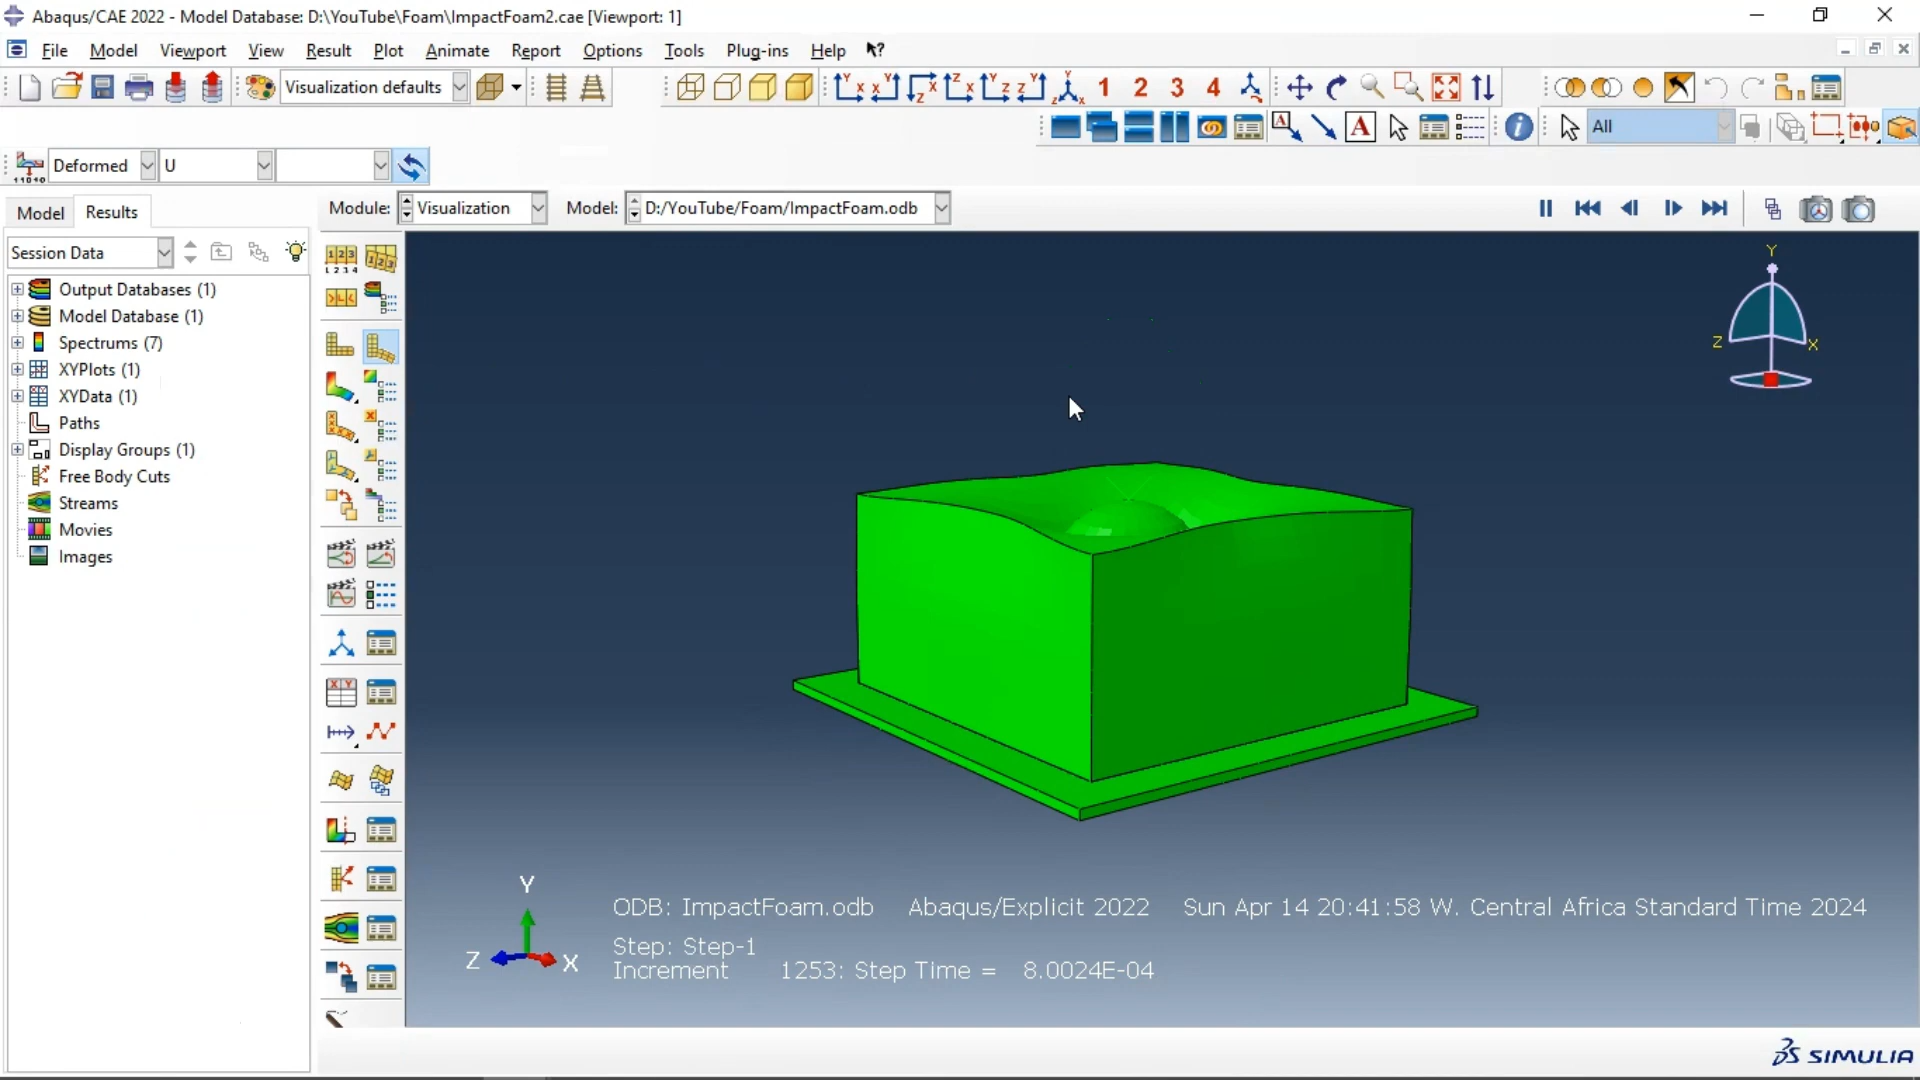 Abaqus/CAE 2022 - Model Database: D:\YouTube\Foam\ImpactFoam2.cae [Viewport: 1]
File Model Viewport View Result Plot Animate Report Options Tools Plug-ins Help
Visualization defaults
1 2 3 4
All
Deformed U
Model Results
Module: Visualization Model: D:/YouTube/Foam/ImpactFoam.odb
Session Data
Output Databases (1)
Model Database (1)
Spectrums (7)
XYPlots (1)
XYData (1)
Paths
Display Groups (1)
Free Body Cuts
Streams
Movies
Images
Y
Z X
Y
Z X
ODB: ImpactFoam.odb Abaqus/Explicit 2022 Sun Apr 14 20:41:58 W. Central Africa Standard Time 2024
Step: Step-1
Increment 1253: Step Time = 8.0024E-04
SIMULIA